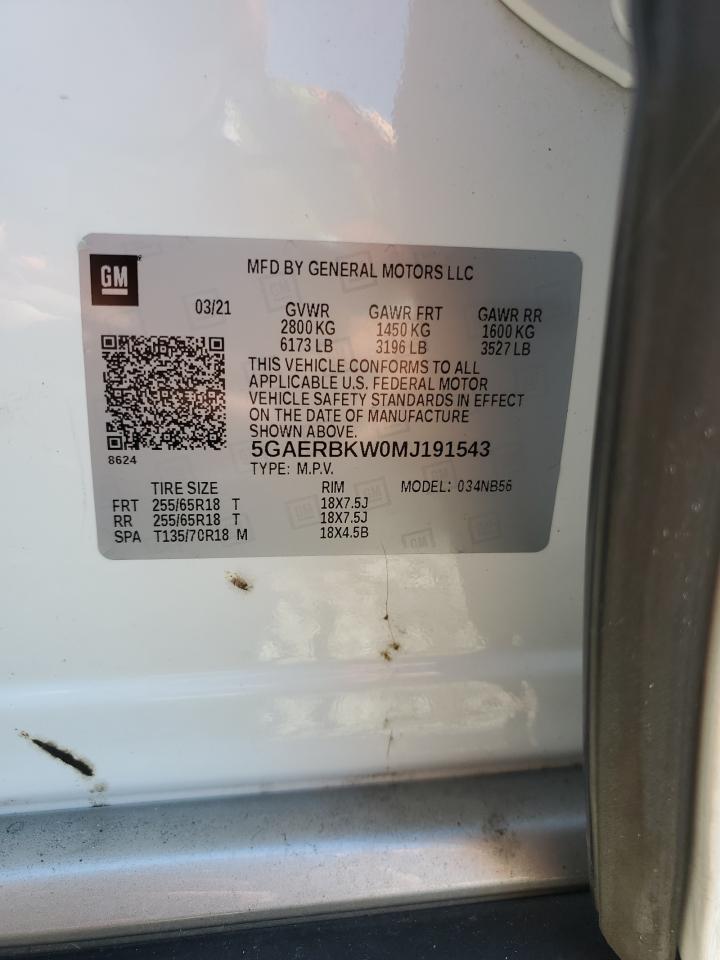 GM
MFD BY GENERAL MOTORS LLC
03/21 GVWR GAWR FRT GAWR RR
2800 KG 1450 KG 1600 KG
6173 LB 3196 LB 3527 LB
THIS VEHICLE CONFORMS TO ALL
APPLICABLE U.S. FEDERAL MOTOR
VEHICLE SAFETY STANDARDS IN EFFECT
ON THE DATE OF MANUFACTURE
SHOWN ABOVE.
8624
5GAERBKW0MJ191543
TYPE: M.P.V.
TIRE SIZE RIM MODEL: 034NB56
FRT 255/65R18 T 18X7.5J
RR 255/65R18 T 18X7.5J
SPA T135/70R18 M 18X4.5B